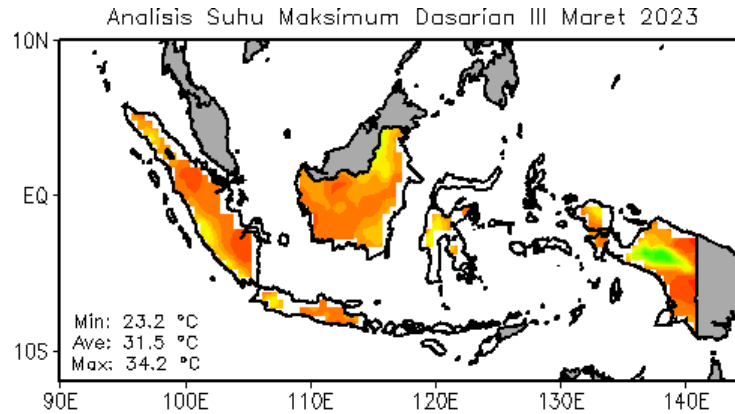 Analisis Suhu Maksimum Dasarian III Maret 2023
10N
EQ
10S
Min: 23.2 °C
Ave: 31.5 °C
Max: 34.2 °C
90E 100E 110E 120E 130E 140E